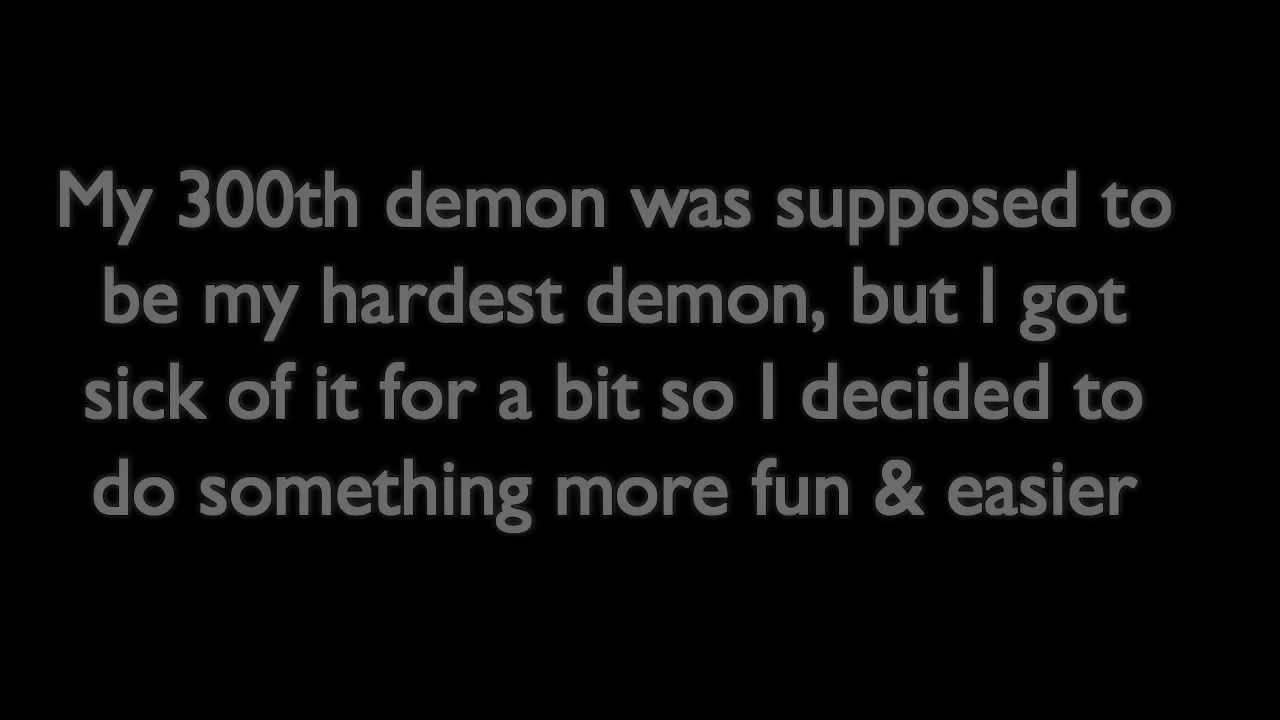 My 300th demon was supposed to
be my hardest demon, but I got
sick of it for a bit so I decided to
do something more fun & easier